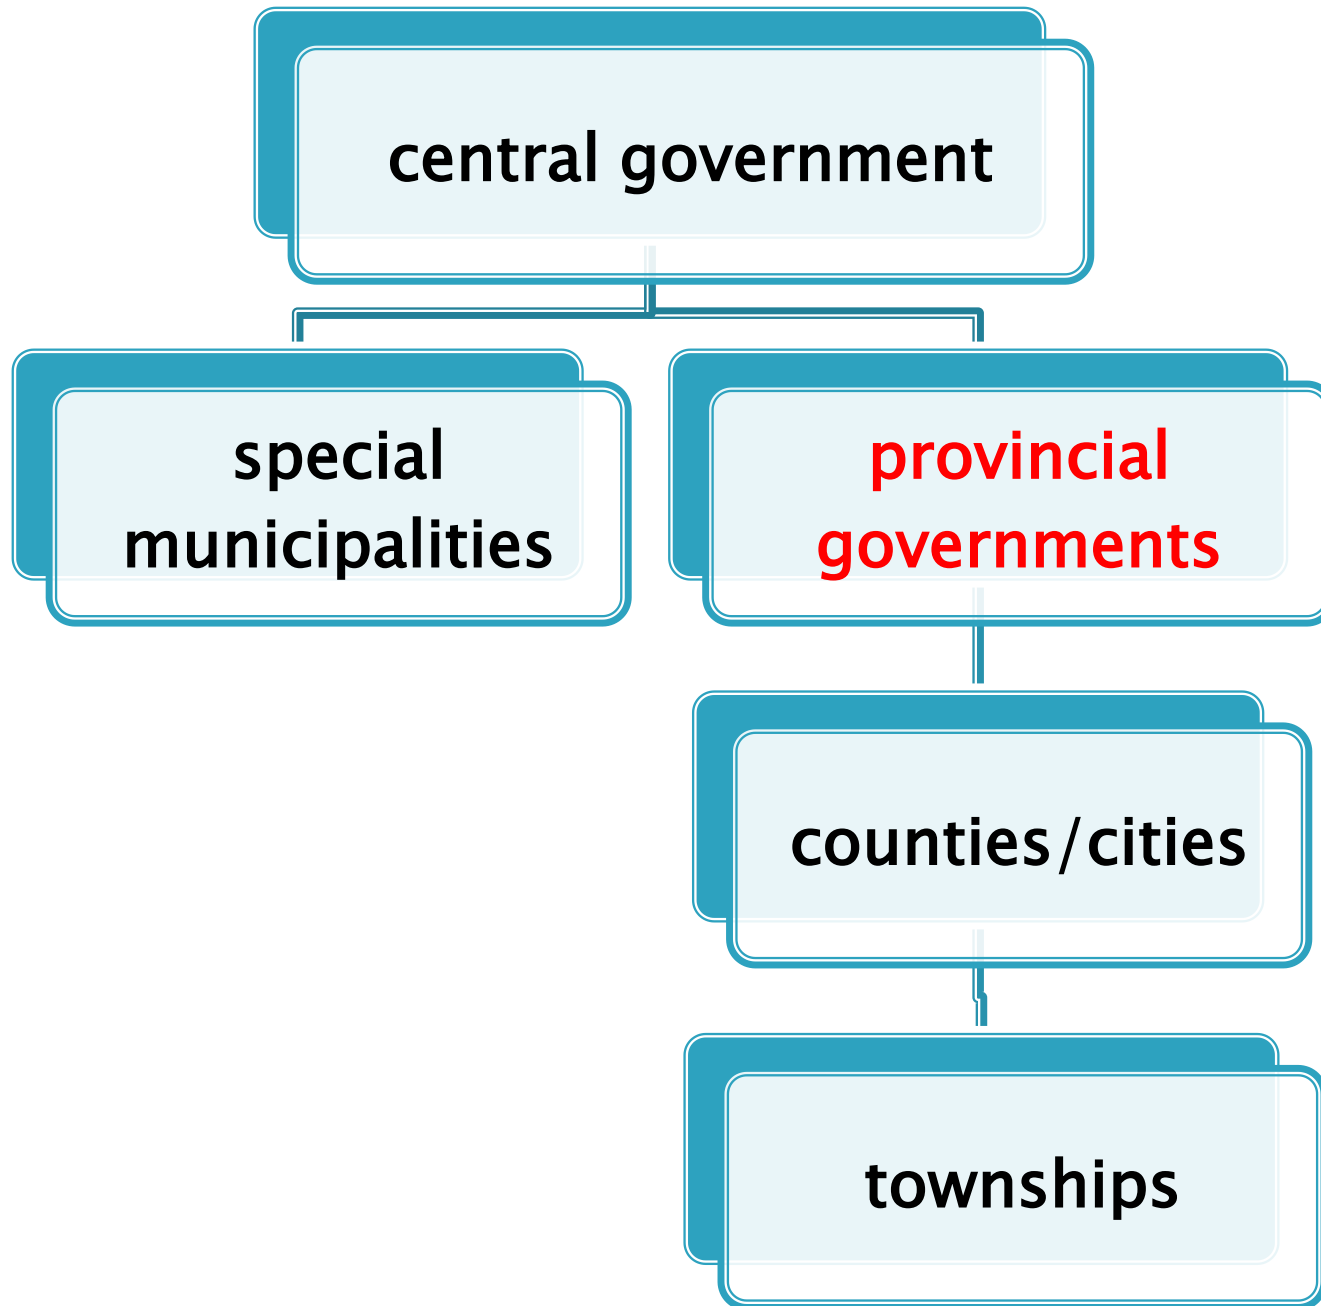 central government
special
municipalities
provincial
governments
counties/cities
townships